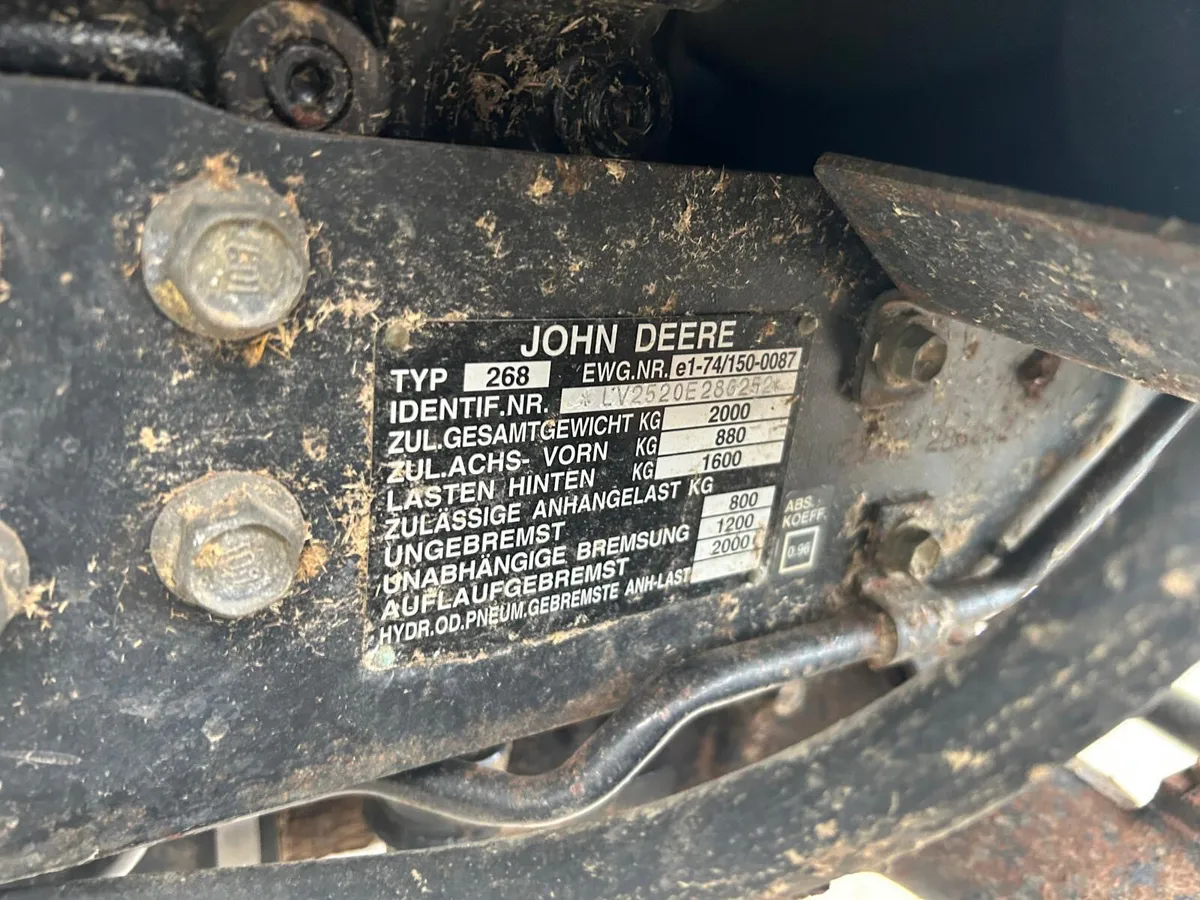 JOHN DEERE
TYP 268 EWG.NR. e1-74/150-0087
IDENTIF.NR. * LV2520E280252*
ZUL.GESAMTGEWICHT KG 2000
ZUL.ACHS- VORN KG 880
LASTEN HINTEN KG 1600
ZULÄSSIGE ANHANGELAST KG
UNGEBREMST 800
UNABHÄNGIGE BREMSUNG 1200
AUFLAUFGEBREMST 2000
HYDR.OD.PNEUM.GEBREMSTE ANH-LAST
ABS.
KOEFF.
0.96